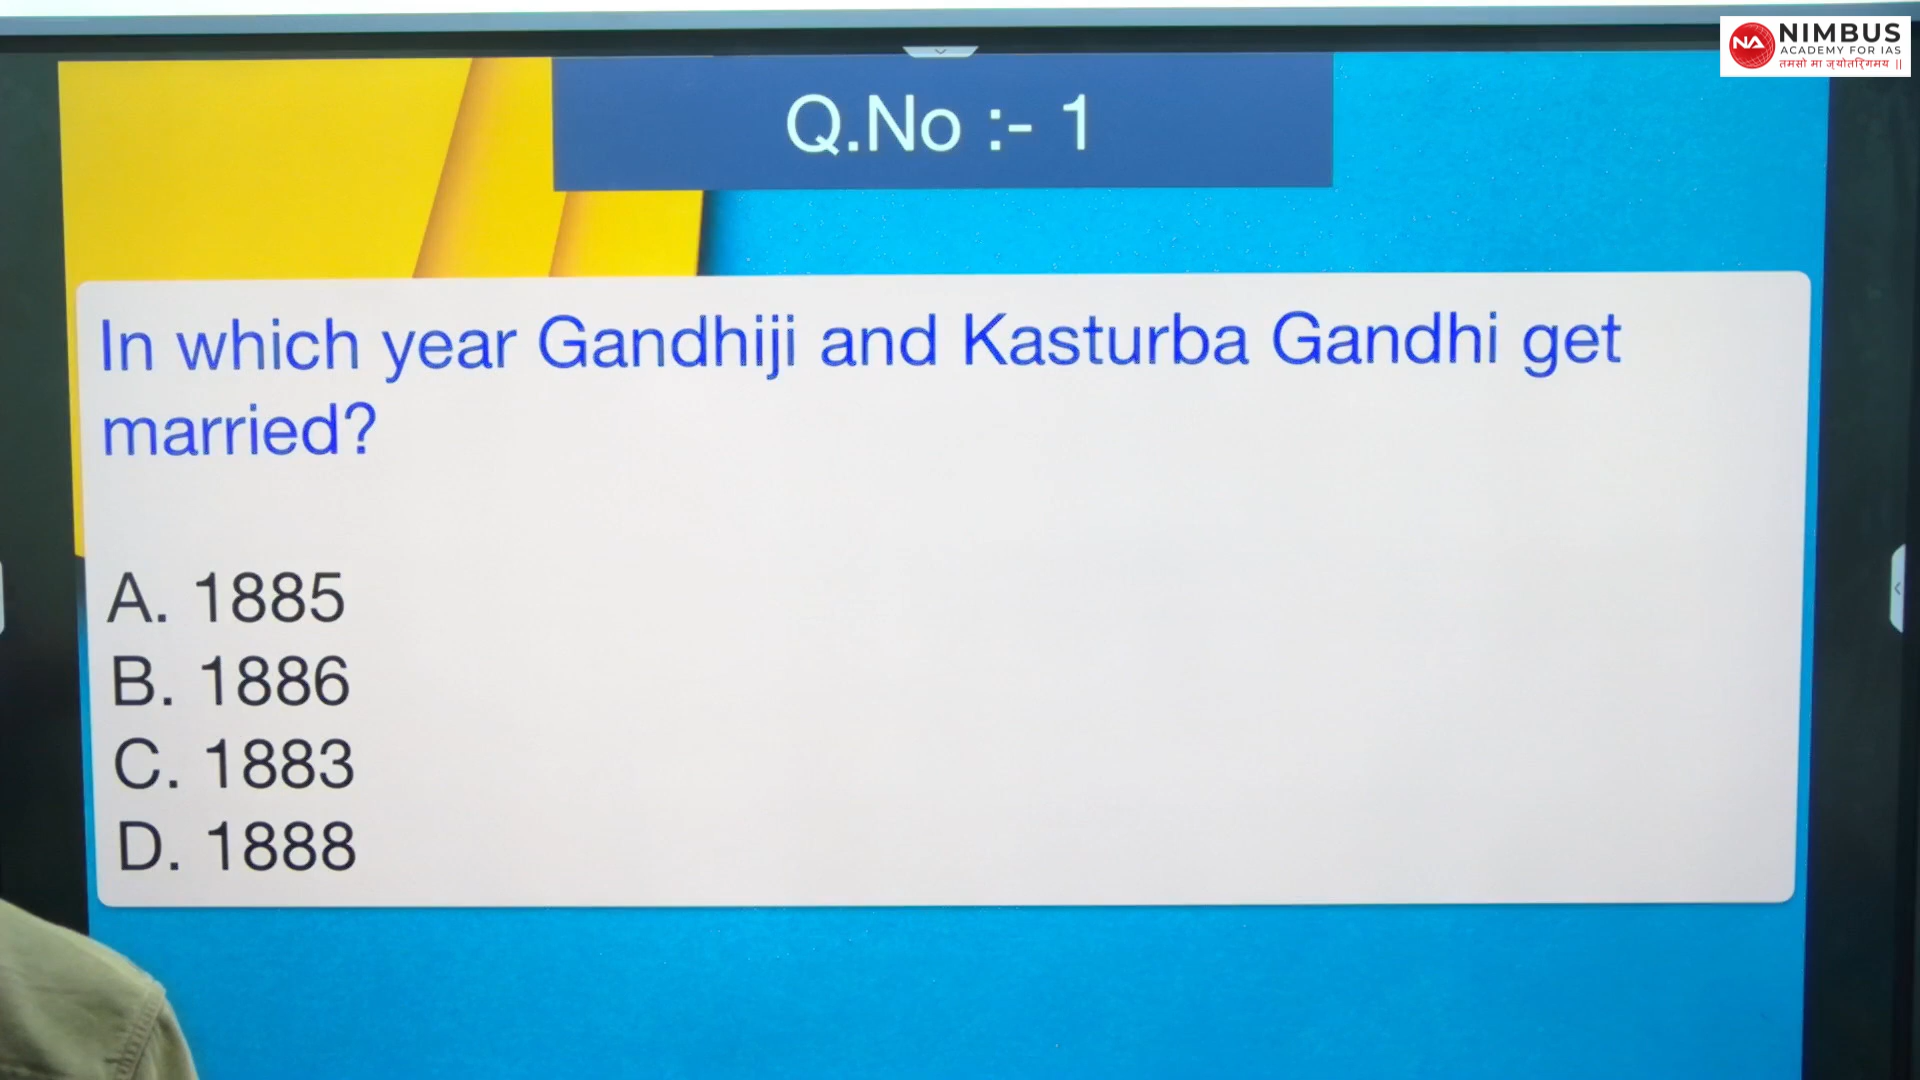 NIMBUS
ACADEMY FOR IAS
तमसो मा ज्योतिर्गमय ||
NA
Q.No :- 1
In which year Gandhiji and Kasturba Gandhi get
married?
A. 1885
B. 1886
C. 1883
D. 1888